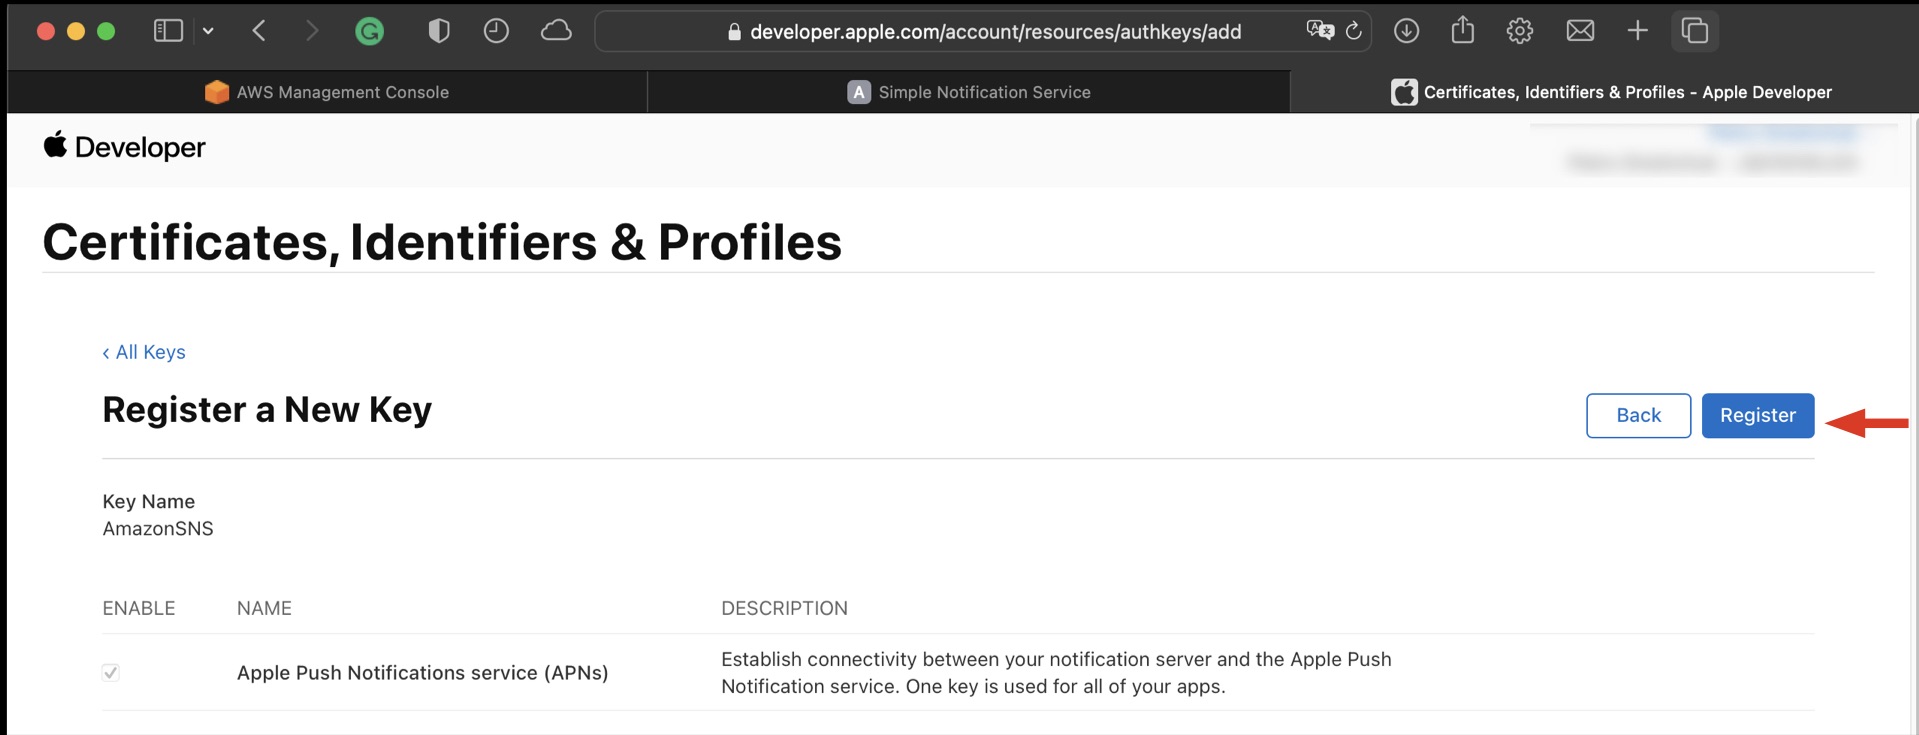 developer.apple.com/account/resources/authkeys/add
AWS Management Console
A Simple Notification Service
Certificates, Identifiers & Profiles - Apple Developer
Developer
Certificates, Identifiers & Profiles
‹ All Keys
Register a New Key
Back
Register
Key Name
AmazonSNS
ENABLE NAME DESCRIPTION
Apple Push Notifications service (APNs)
Establish connectivity between your notification server and the Apple Push
Notification service. One key is used for all of your apps.